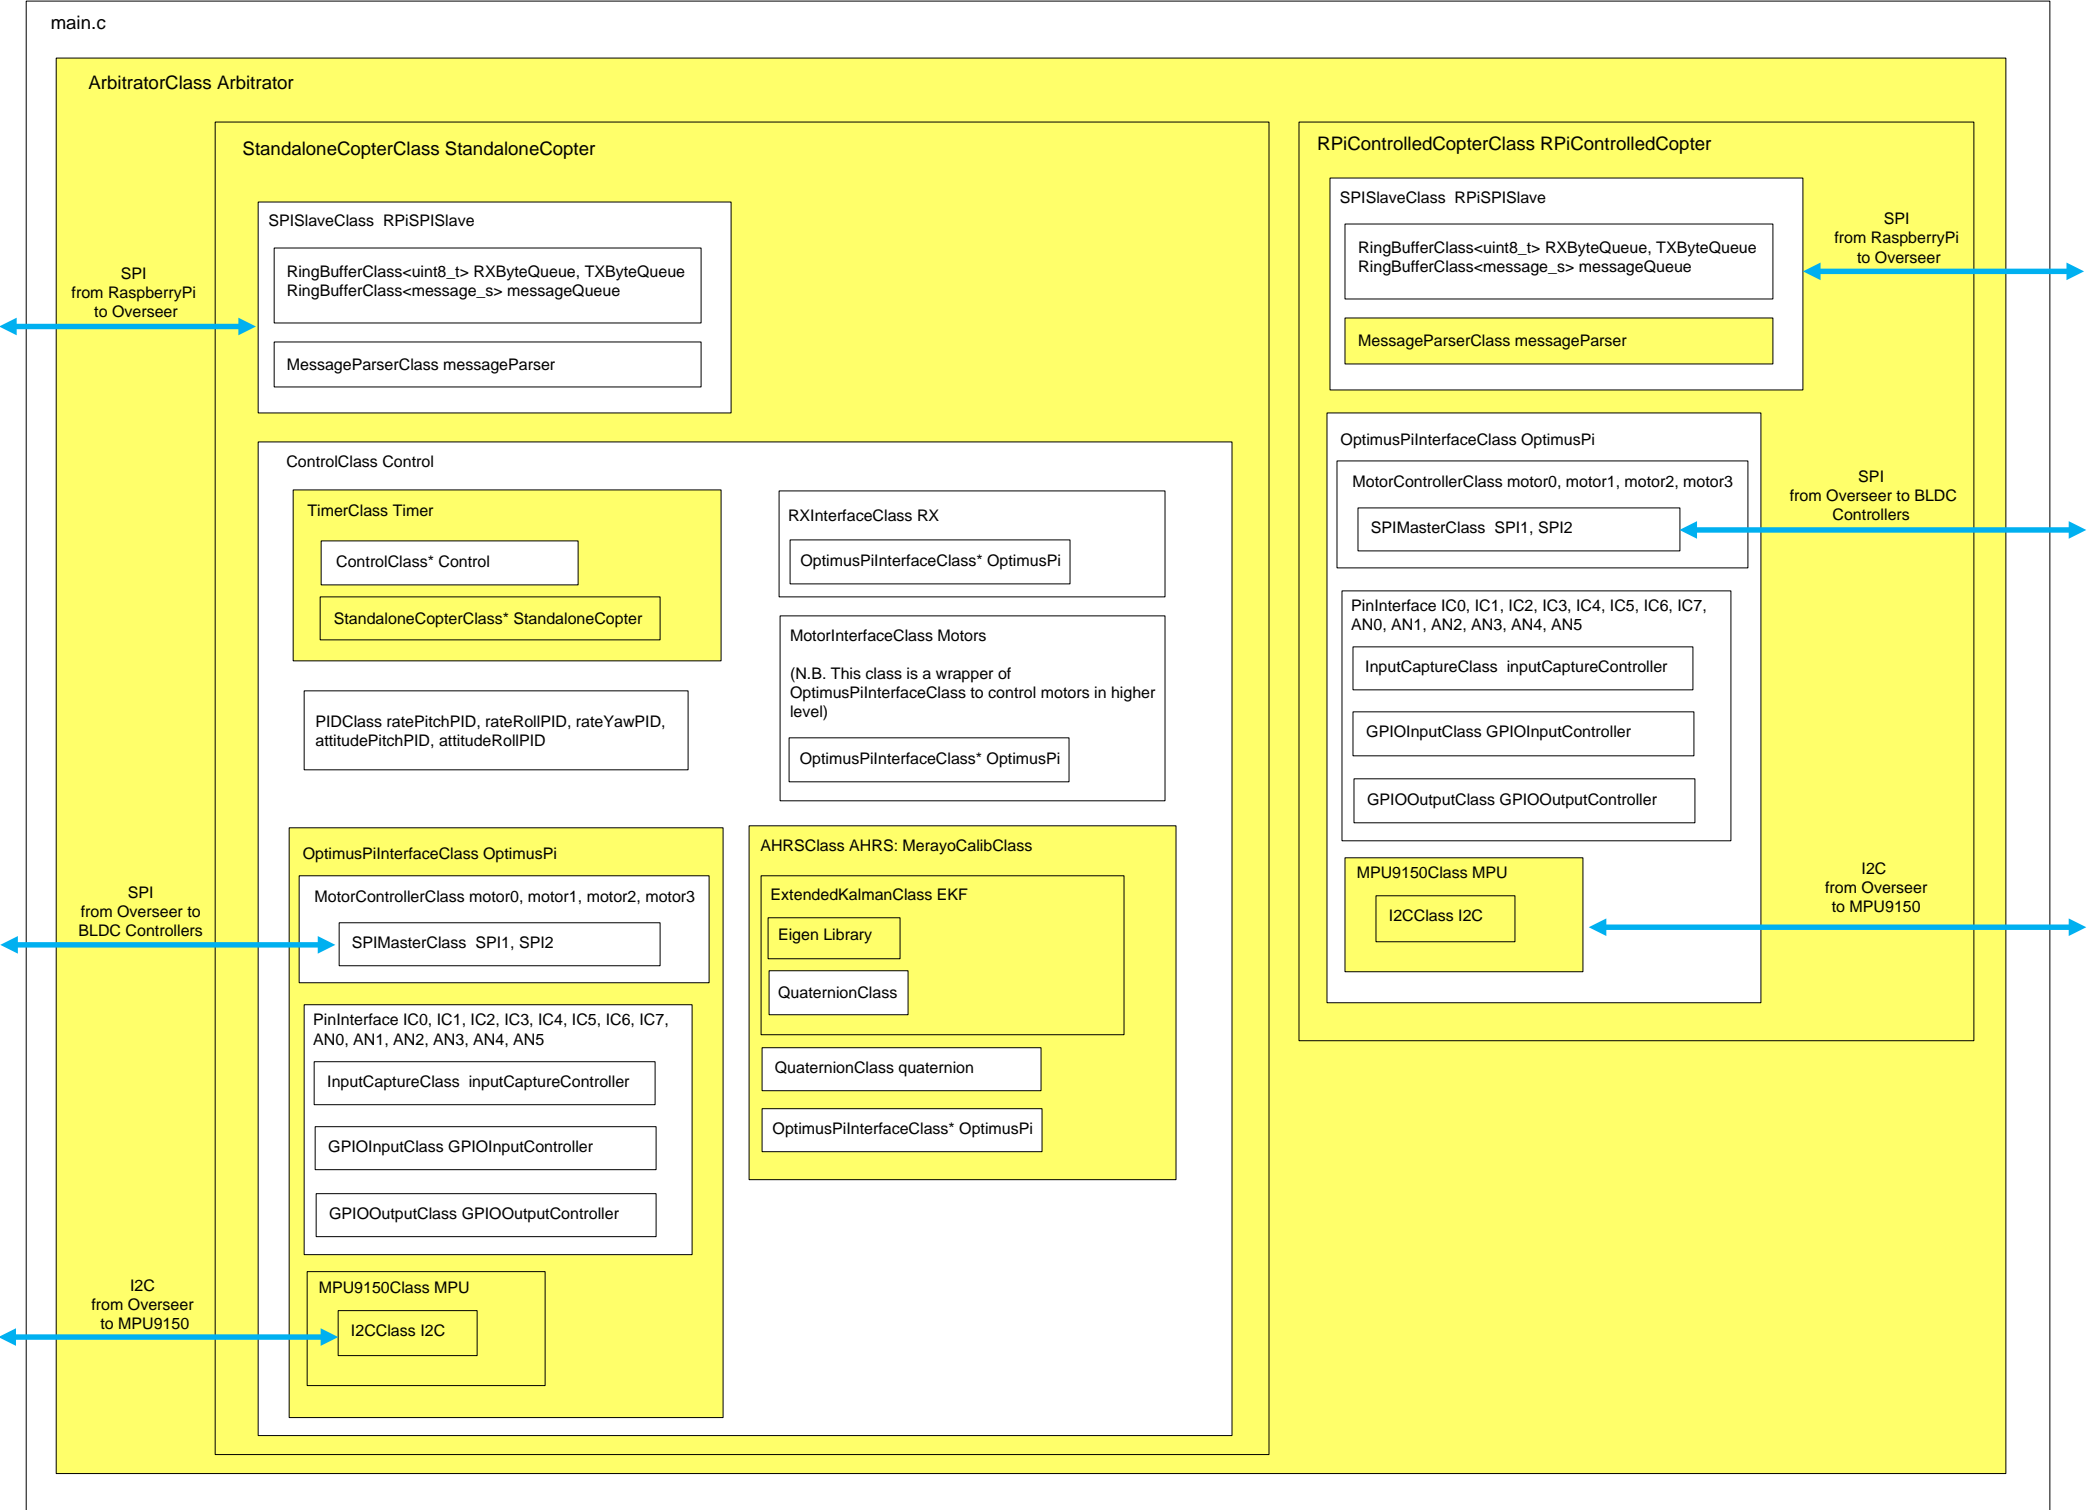 main.c
ArbitratorClass Arbitrator
StandaloneCopterClass StandaloneCopter
SPISlaveClass  RPiSPISlave
RingBufferClass<uint8_t> RXByteQueue, TXByteQueue
RingBufferClass<message_s> messageQueue
MessageParserClass messageParser
SPI
from RaspberryPi
to Overseer
ControlClass Control
TimerClass Timer
ControlClass* Control
StandaloneCopterClass* StandaloneCopter
PIDClass ratePitchPID, rateRollPID, rateYawPID,
attitudePitchPID, attitudeRollPID
RXInterfaceClass RX
OptimusPiInterfaceClass* OptimusPi
MotorInterfaceClass Motors
(N.B. This class is a wrapper of
OptimusPiInterfaceClass to control motors in higher
level)
OptimusPiInterfaceClass* OptimusPi
OptimusPiInterfaceClass OptimusPi
MotorControllerClass motor0, motor1, motor2, motor3
SPIMasterClass  SPI1, SPI2
SPI
from Overseer to
BLDC Controllers
PinInterface IC0, IC1, IC2, IC3, IC4, IC5, IC6, IC7,
AN0, AN1, AN2, AN3, AN4, AN5
InputCaptureClass  inputCaptureController
GPIOInputClass GPIOInputController
GPIOOutputClass GPIOOutputController
MPU9150Class MPU
I2CClass I2C
I2C
from Overseer
to MPU9150
AHRSClass AHRS: MerayoCalibClass
ExtendedKalmanClass EKF
Eigen Library
QuaternionClass
QuaternionClass quaternion
OptimusPiInterfaceClass* OptimusPi
RPiControlledCopterClass RPiControlledCopter
SPISlaveClass  RPiSPISlave
RingBufferClass<uint8_t> RXByteQueue, TXByteQueue
RingBufferClass<message_s> messageQueue
MessageParserClass messageParser
SPI
from RaspberryPi
to Overseer
OptimusPiInterfaceClass OptimusPi
MotorControllerClass motor0, motor1, motor2, motor3
SPIMasterClass  SPI1, SPI2
SPI
from Overseer to BLDC
Controllers
PinInterface IC0, IC1, IC2, IC3, IC4, IC5, IC6, IC7,
AN0, AN1, AN2, AN3, AN4, AN5
InputCaptureClass  inputCaptureController
GPIOInputClass GPIOInputController
GPIOOutputClass GPIOOutputController
MPU9150Class MPU
I2CClass I2C
I2C
from Overseer
to MPU9150